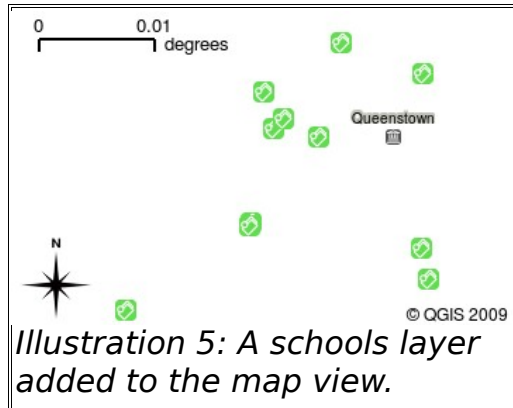 0 0.01
degrees
Queenstown
N
© QGIS 2009
Illustration 5: A schools layer
added to the map view.